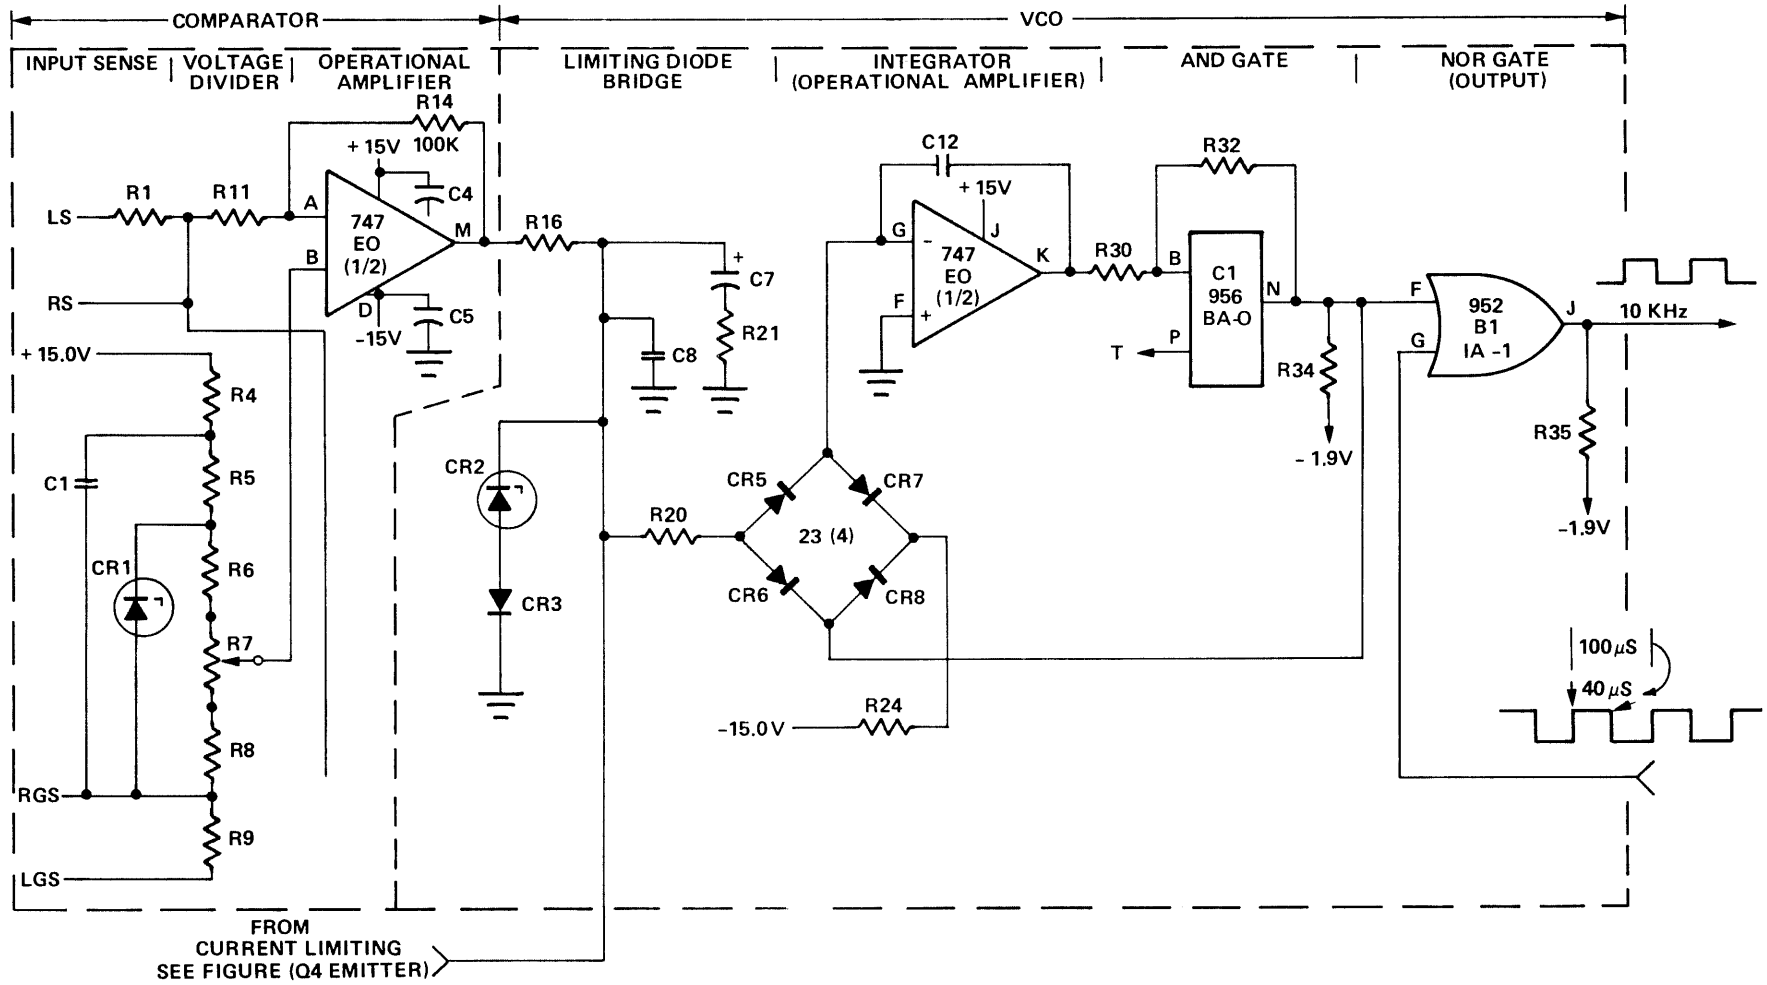 COMPARATOR
VCO
INPUT SENSE
VOLTAGE
DIVIDER
OPERATIONAL
AMPLIFIER
LIMITING DIODE
BRIDGE
INTEGRATOR
(OPERATIONAL AMPLIFIER)
AND GATE
NOR GATE
(OUTPUT)
R14
100K
+ 15V
C4
R1
R11
LS
A
747
EO
(1/2)
M
B
RS
D
C5
-15V
+ 15.0V
R4
C1
R5
CR1
R6
R7
R8
RGS
R9
LGS
R16
+
C7
R21
C8
CR2
CR3
R20
CR5
CR7
23 (4)
CR6
CR8
-15.0V
R24
C12
+ 15V
J
G
-
747
EO
(1/2)
K
F
+
R30
R32
B
C1
956
BA-O
N
P
T
R34
- 1.9V
F
952
B1
IA -1
J
G
10 KHz
R35
-1.9V
100 µS
40 µS
FROM
CURRENT LIMITING
SEE FIGURE (Q4 EMITTER)